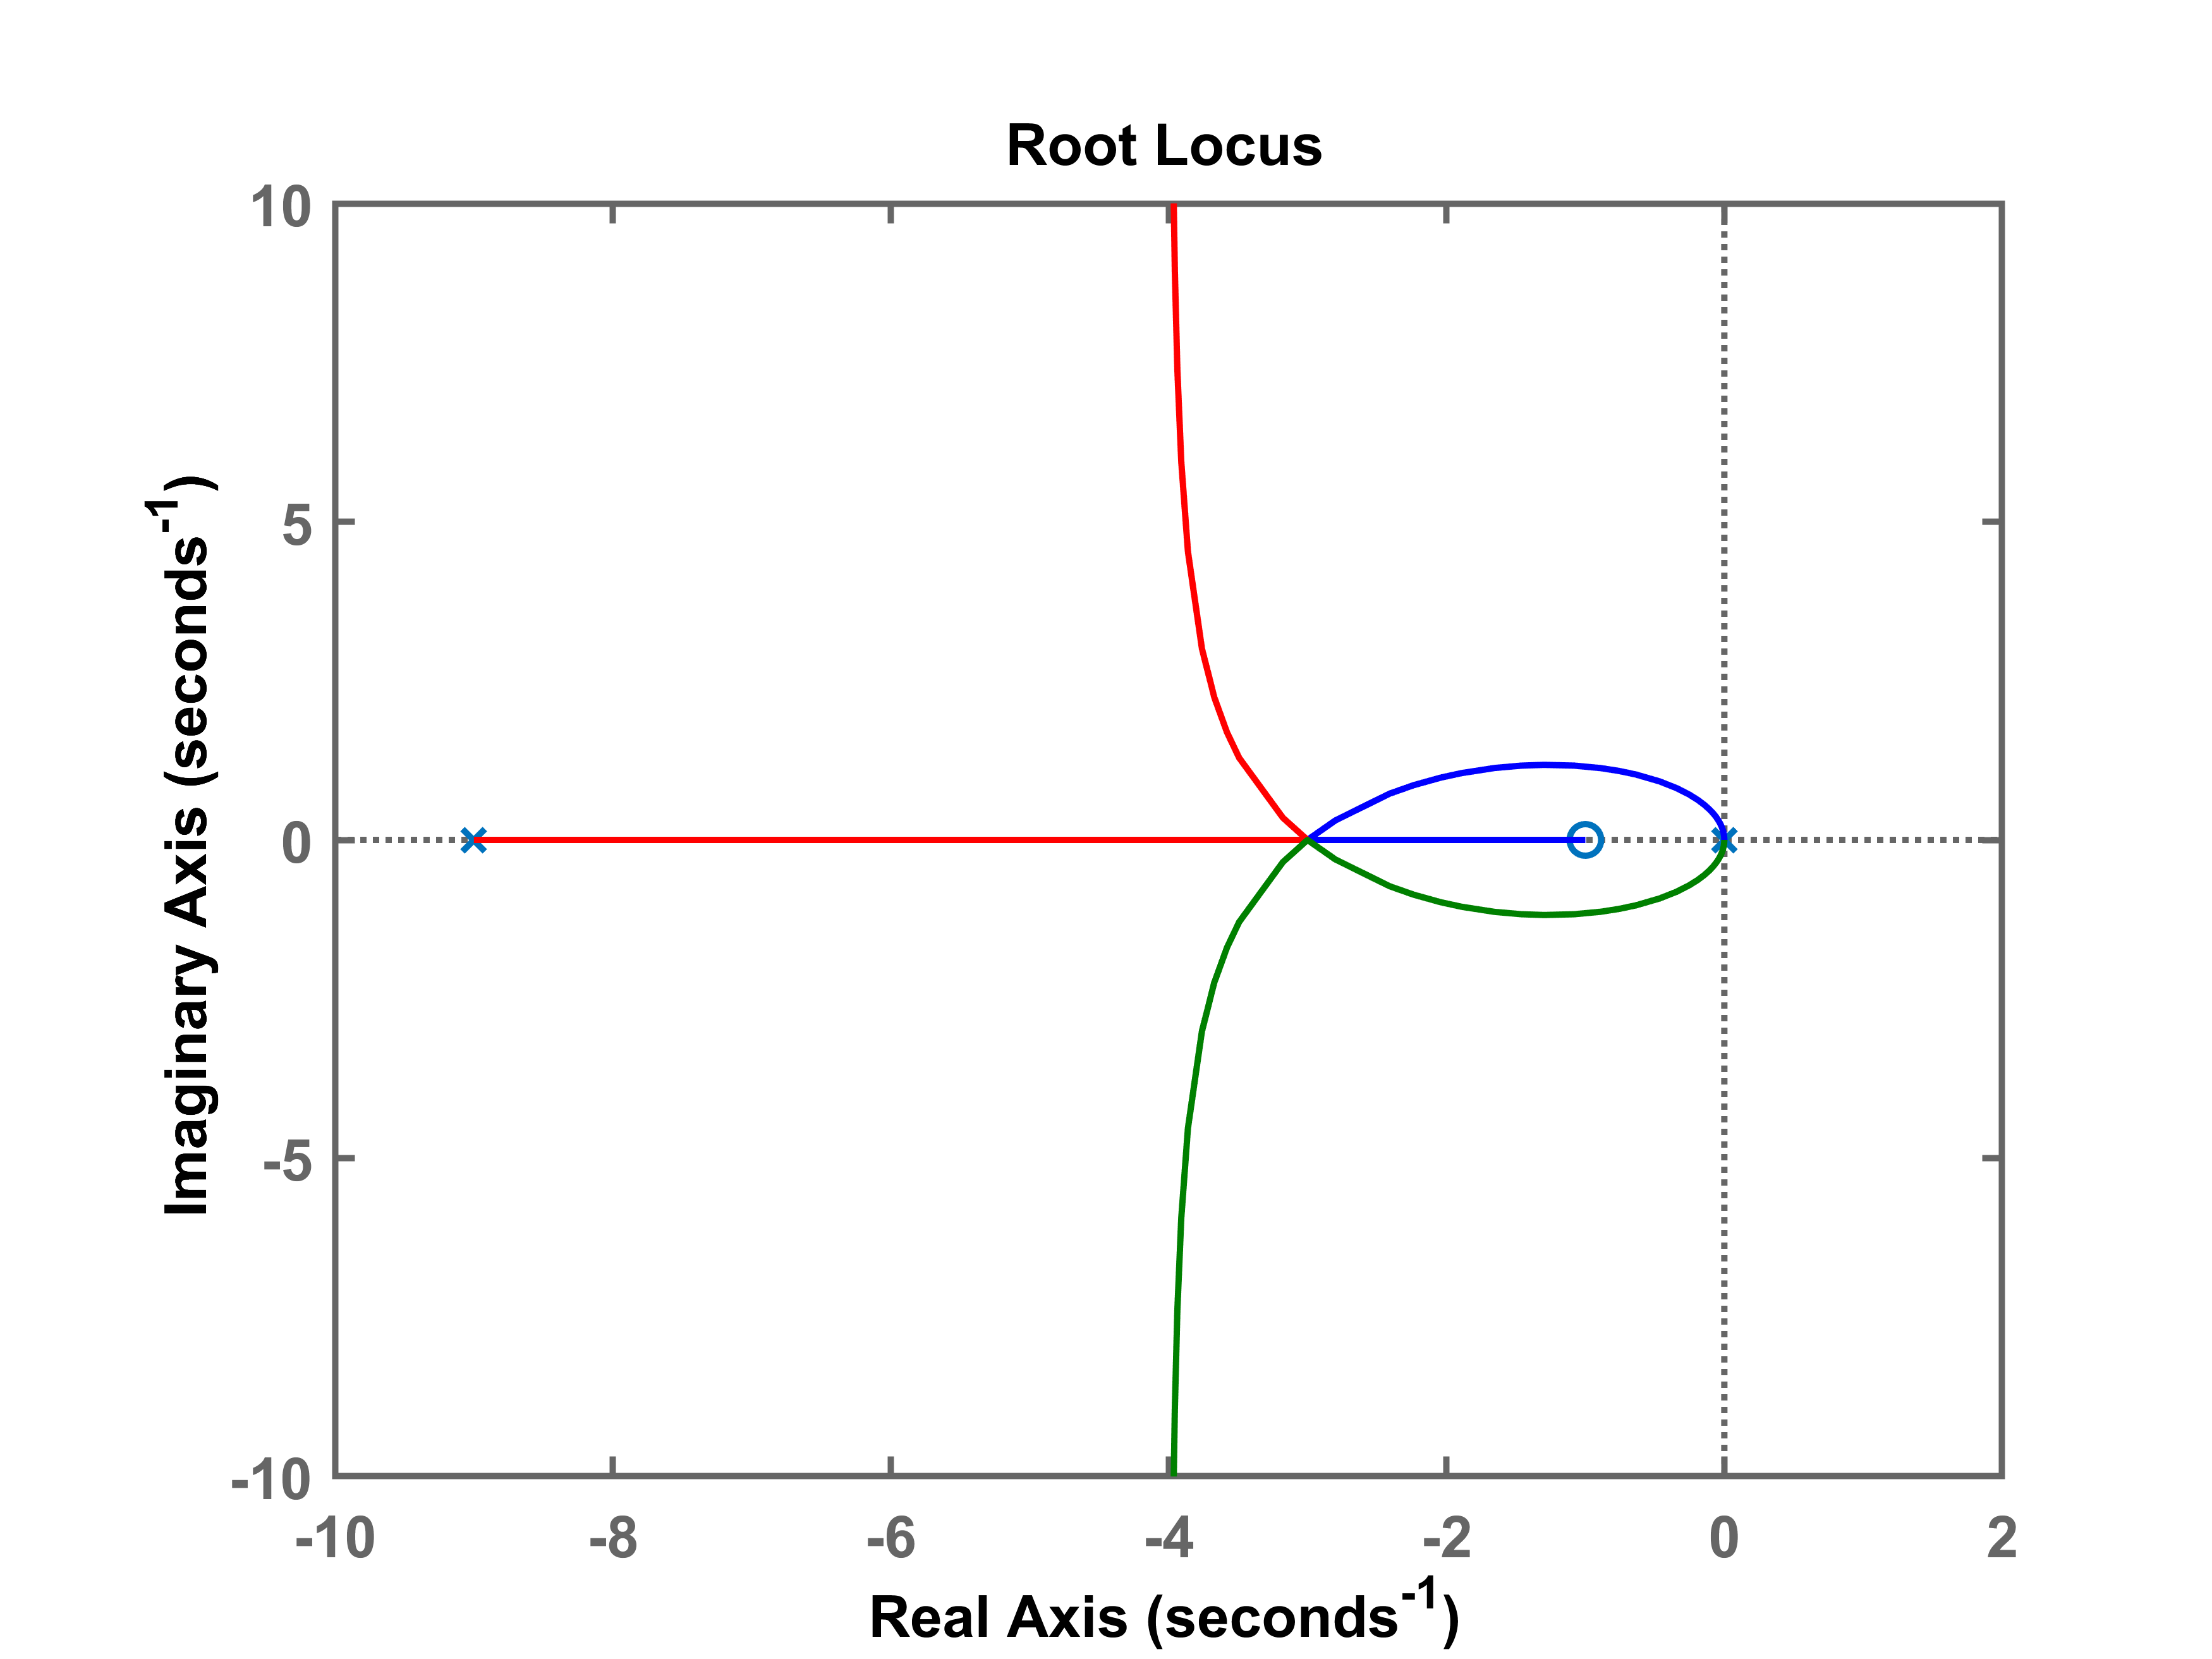 Root Locus
10
5
0
-5
-10
-10 -8 -6 -4 -2 0 2
Imaginary Axis (seconds⁻¹)
Real Axis (seconds⁻¹)